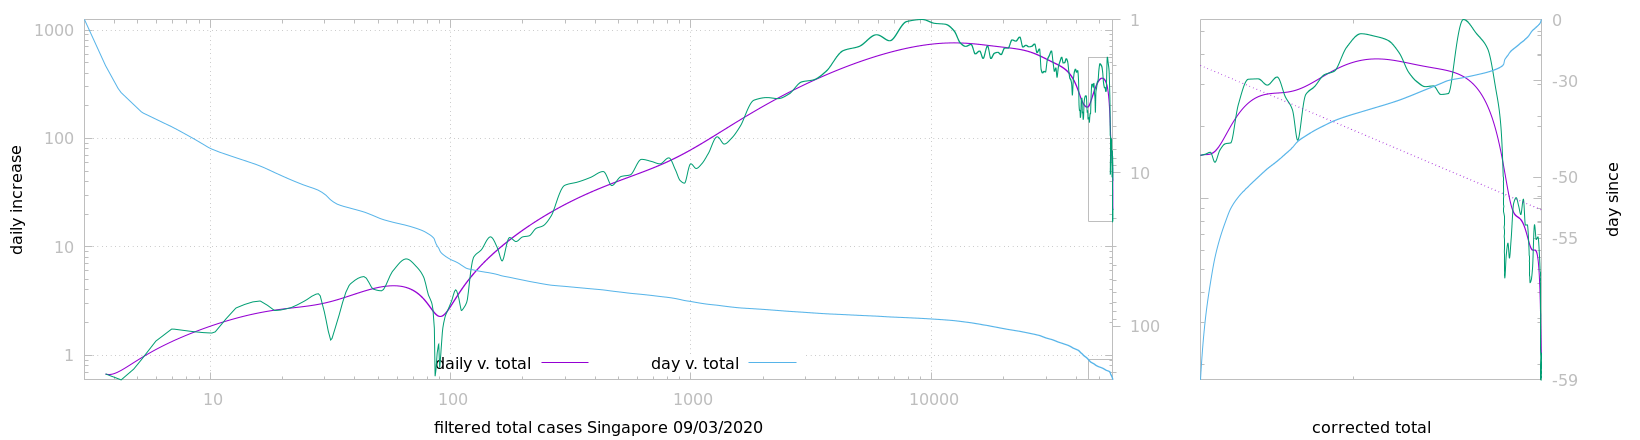 1000
100
10
1
daily increase
10
100
1000
10000
1
10
100
daily v. total
day v. total
filtered total cases Singapore 09/03/2020
0
-30
-50
-55
-59
day since
corrected total